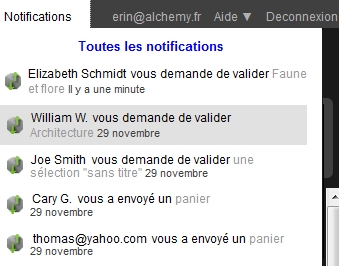 Notifications erin@alchemy.fr Aide ▼ Deconnexion
Toutes les notifications
Elizabeth Schmidt vous demande de valider Faune
et flore Il y a une minute
William W. vous demande de valider
Architecture 29 novembre
Joe Smith vous demande de valider une
sélection "sans titre" 29 novembre
Cary G. vous a envoyé un panier
29 novembre
thomas@yahoo.com vous a envoyé un panier
29 novembre